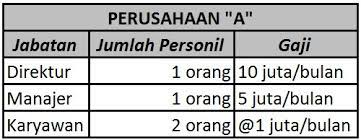 PERUSAHAAN "A"
Jabatan Jumlah Personil Gaji
Direktur 1 orang 10 juta/bulan
Manajer 1 orang 5 juta/bulan
Karyawan 2 orang @1 juta/bulan